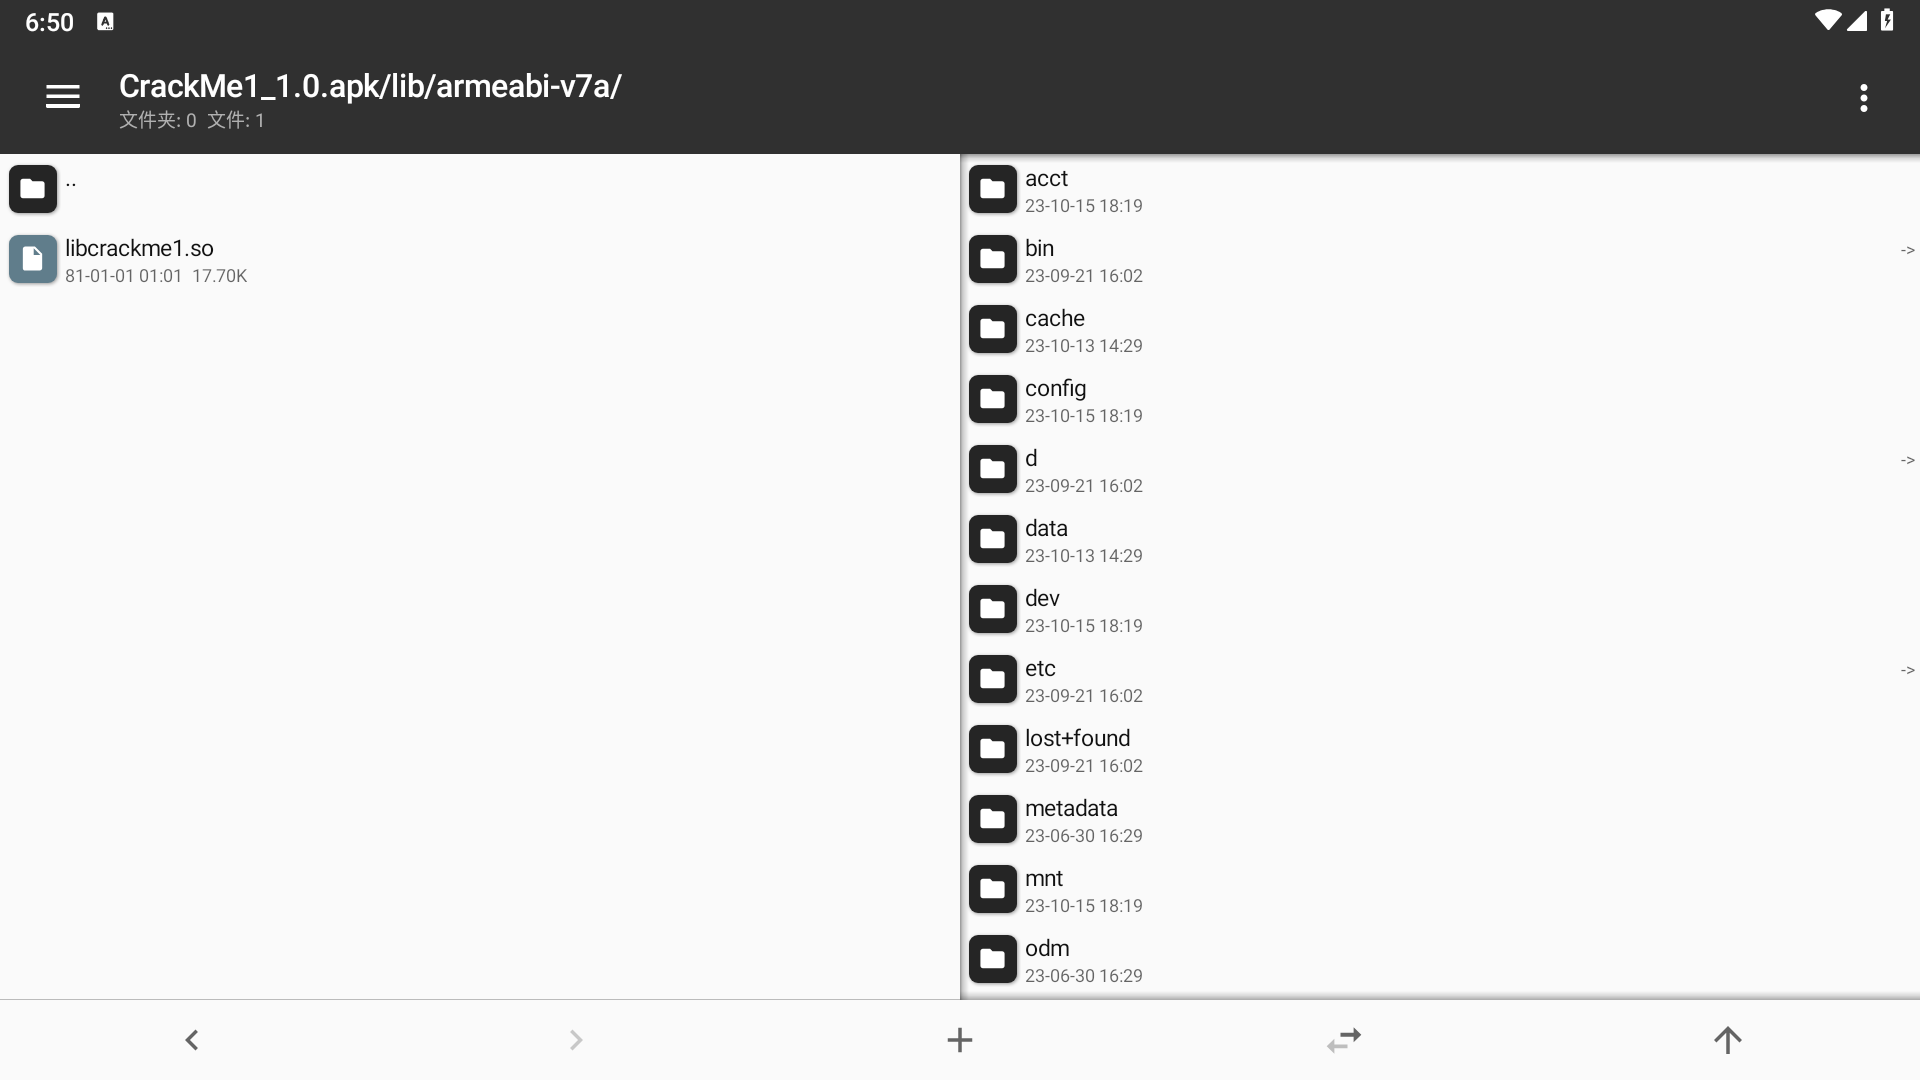 6:50
CrackMe1_1.0.apk/lib/armeabi-v7a/
文件夹: 0 文件: 1
..
libcrackme1.so
81-01-01 01:01 17.70K
acct
23-10-15 18:19
bin
->
23-09-21 16:02
cache
23-10-13 14:29
config
23-10-15 18:19
d
->
23-09-21 16:02
data
23-10-13 14:29
dev
23-10-15 18:19
etc
->
23-09-21 16:02
lost+found
23-09-21 16:02
metadata
23-06-30 16:29
mnt
23-10-15 18:19
odm
23-06-30 16:29